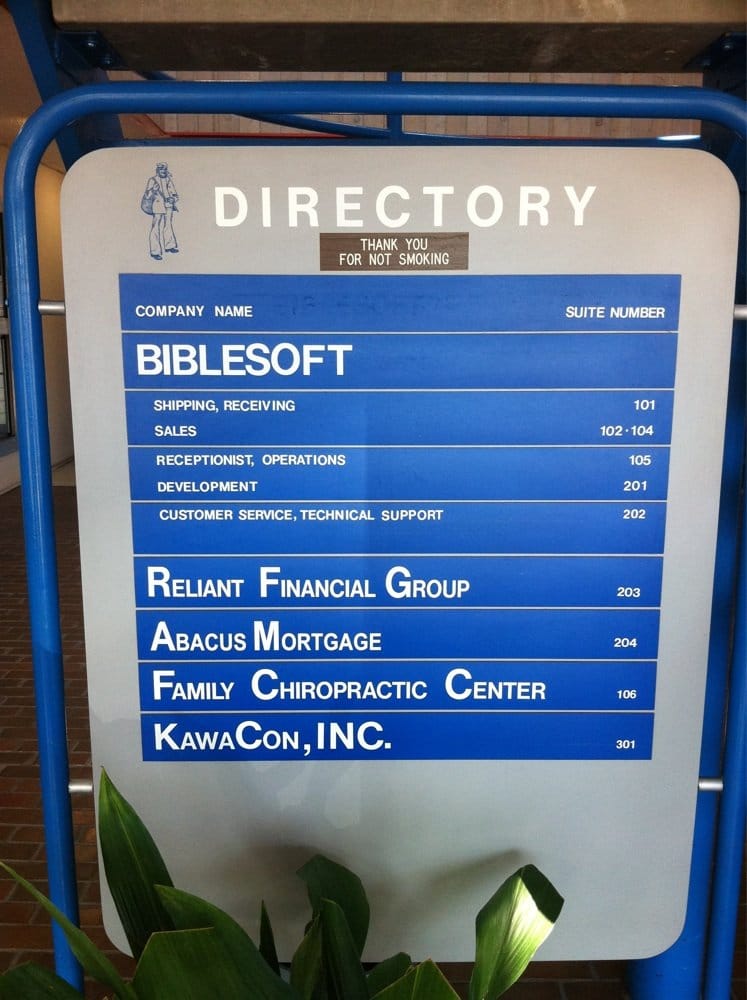 DIRECTORY
THANK YOU
FOR NOT SMOKING
COMPANY NAME SUITE NUMBER
BIBLESOFT
SHIPPING, RECEIVING 101
SALES 102·104
RECEPTIONIST, OPERATIONS 105
DEVELOPMENT 201
CUSTOMER SERVICE, TECHNICAL SUPPORT 202
RELIANT FINANCIAL GROUP 203
ABACUS MORTGAGE 204
FAMILY CHIROPRACTIC CENTER 106
KAWACON, INC. 301